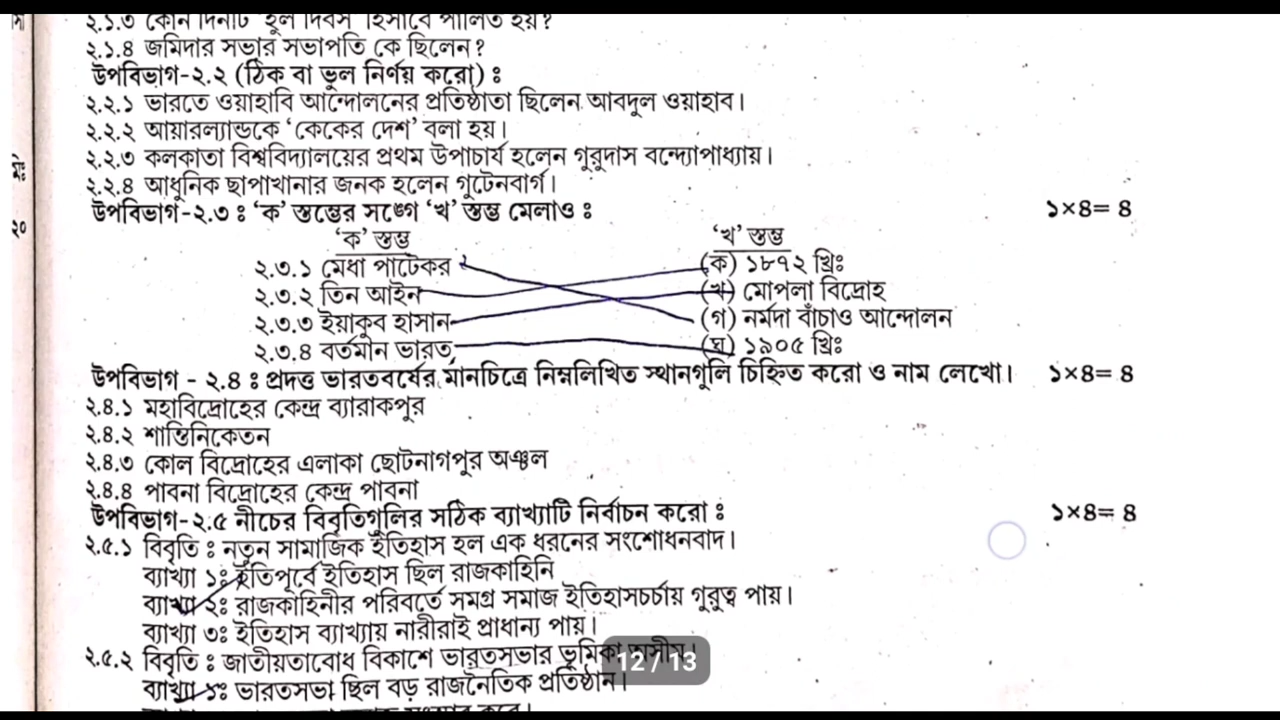 ২.১.৩ কোন দিনটি 'হুল দিবস' হিসাবে পালিত হয়?
২.১.৪ জমিদার সভার সভাপতি কে ছিলেন?
উপবিভাগ-২.২ (ঠিক বা ভুল নির্ণয় করো) ঃ
২.২.১ ভারতে ওয়াহাবি আন্দোলনের প্রতিষ্ঠাতা ছিলেন আবদুল ওয়াহাব।
২.২.২ আয়ারল্যান্ডকে 'কেকের দেশ' বলা হয়।
২.২.৩ কলকাতা বিশ্ববিদ্যালয়ের প্রথম উপাচার্য হলেন গুরুদাস বন্দ্যোপাধ্যায়।
২.২.৪ আধুনিক ছাপাখানার জনক হলেন গুটেনবার্গ।
উপবিভাগ-২.৩ ঃ 'ক' স্তম্ভের সঙ্গে 'খ' স্তম্ভ মেলাও ঃ ১×৪= ৪
'ক' স্তম্ভ 'খ' স্তম্ভ
২.৩.১ মেধা পাটেকর (ক) ১৮৭২ খ্রিঃ
২.৩.২ তিন আইন (খ) মোপলা বিদ্রোহ
২.৩.৩ ইয়াকুব হাসান (গ) নর্মদা বাঁচাও আন্দোলন
২.৩.৪ বর্তমান ভারত (ঘ) ১৯০৫ খ্রিঃ
উপবিভাগ - ২.৪ ঃ প্রদত্ত ভারতবর্ষের মানচিত্রে নিম্নলিখিত স্থানগুলি চিহ্নিত করো ও নাম লেখো। ১×৪= ৪
২.৪.১ মহাবিদ্রোহের কেন্দ্র ব্যারাকপুর
২.৪.২ শান্তিনিকেতন
২.৪.৩ কোল বিদ্রোহের এলাকা ছোটনাগপুর অঞ্চল
২.৪.৪ পাবনা বিদ্রোহের কেন্দ্র পাবনা
উপবিভাগ-২.৫ নীচের বিবৃতিগুলির সঠিক ব্যাখ্যাটি নির্বাচন করো ঃ ১×৪= ৪
২.৫.১ বিবৃতি ঃ নতুন সামাজিক ইতিহাস হল এক ধরনের সংশোধনবাদ।
ব্যাখ্যা ১ঃ ইতিপূর্বে ইতিহাস ছিল রাজকাহিনি
ব্যাখ্যা ২ঃ রাজকাহিনীর পরিবর্তে সমগ্র সমাজ ইতিহাসচর্চায় গুরুত্ব পায়।
ব্যাখ্যা ৩ঃ ইতিহাস ব্যাখ্যায় নারীরাই প্রাধান্য পায়।
২.৫.২ বিবৃতি ঃ জাতীয়তাবোধ বিকাশে ভারতসভার ভূমিকা অসীম।
12 / 13
ব্যাখ্যা ১ঃ ভারতসভা ছিল বড় রাজনৈতিক প্রতিষ্ঠান।